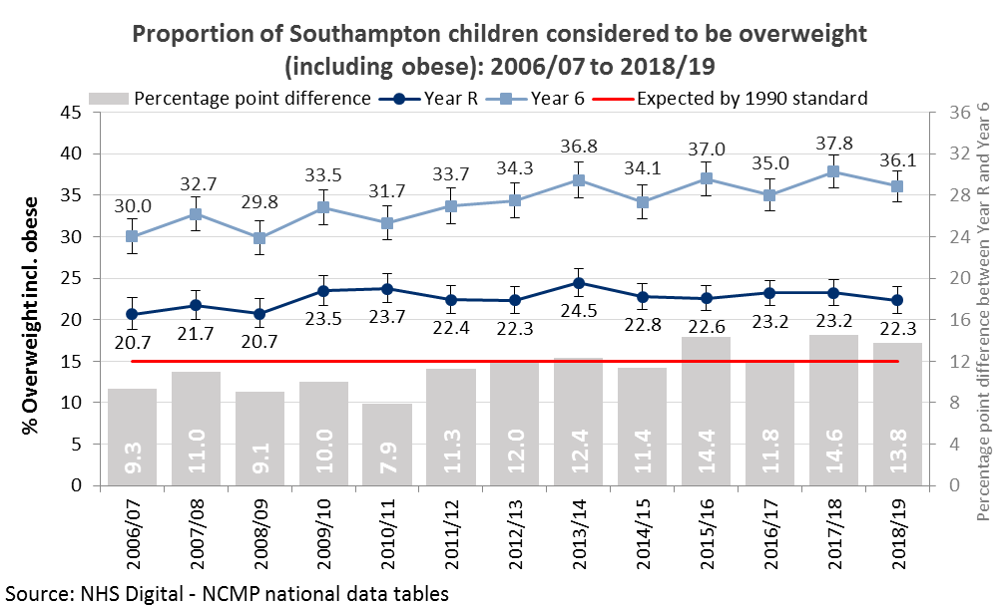 Proportion of Southampton children considered to be overweight
(including obese): 2006/07 to 2018/19
Percentage point difference Year R Year 6 Expected by 1990 standard
% Overweight incl. obese
45
40
35
30
25
20
15
10
5
0
30.0 32.7 29.8 33.5 31.7 33.7 34.3 36.8 34.1 37.0 35.0 37.8 36.1
20.7 21.7 20.7 23.5 23.7 22.4 22.3 24.5 22.8 22.6 23.2 23.2 22.3
9.3 11.0 9.1 10.0 7.9 11.3 12.0 12.4 11.4 14.4 11.8 14.6 13.8
36
32
28
24
20
16
12
8
4
0
Percentage point difference between Year R and Year 6
2006/07 2007/08 2008/09 2009/10 2010/11 2011/12 2012/13 2013/14 2014/15 2015/16 2016/17 2017/18 2018/19
Source: NHS Digital - NCMP national data tables